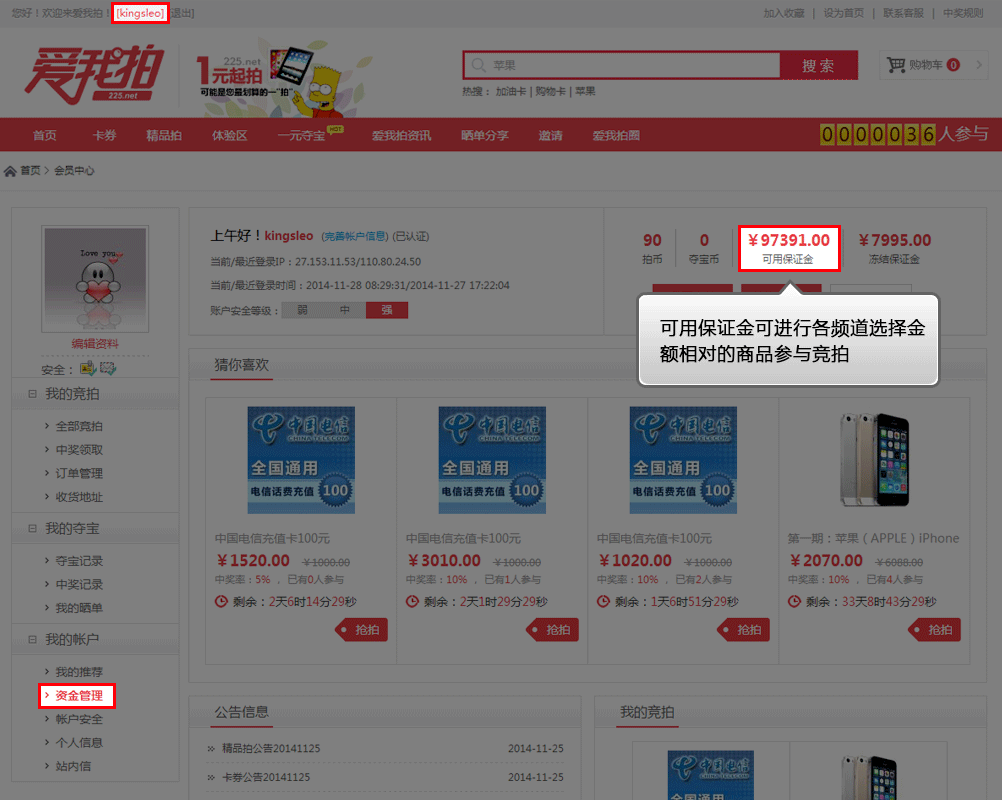 您好！欢迎来爱我拍！ [kingsleo] [退出]
加入收藏 | 设为首页 | 联系客服 | 中奖规则
爱我拍
225.net
225.net
1元起拍
可能是您最划算的一"拍"
苹果
搜 索
购物车 0
热搜： 加油卡 | 购物卡 | 苹果
首页 卡券 精品拍 体验区 一元夺宝 HOT 爱我拍资讯 晒单分享 邀请 爱我拍圈
0000036人参与
首页 > 会员中心
Love you
编辑资料
安全：
我的竞拍
全部竞拍
中奖领取
订单管理
收货地址
我的夺宝
夺宝记录
中奖记录
我的晒单
我的帐户
我的推荐
资金管理
帐户安全
个人信息
站内信
上午好！kingsleo (完善帐户信息) (已认证)
当前/最近登录IP：27.153.11.53/110.80.24.50
当前/最近登录时间：2014-11-28 08:29:31/2014-11-27 17:22:04
账户安全等级： 弱 中 强
90 0 ￥97391.00 ￥7995.00
拍币 夺宝币 可用保证金 冻结保证金
可用保证金可进行各频道选择金
额相对的商品参与竞拍
猜你喜欢
中国电信
CHINA TELECOM
全国通用
电信话费充值 100
中国电信充值卡100元
￥1520.00 ￥1000.00
中奖率：5% ， 已有0人参与
剩余：2天6时14分29秒
抢拍
中国电信
CHINA TELECOM
全国通用
电信话费充值 100
中国电信充值卡100元
￥3010.00 ￥1000.00
中奖率：10% ， 已有1人参与
剩余：2天1时29分29秒
抢拍
中国电信
CHINA TELECOM
全国通用
电信话费充值 100
中国电信充值卡100元
￥1020.00 ￥1000.00
中奖率：10% ， 已有2人参与
剩余：1天6时51分29秒
抢拍
第一期：苹果（APPLE）iPhone
￥2070.00 ￥6088.00
中奖率：10% ， 已有4人参与
剩余：33天8时43分29秒
抢拍
公告信息
精品拍公告20141125 2014-11-25
卡券公告20141125 2014-11-25
我的竞拍
中国电信
CHINA TELECOM
全国通用